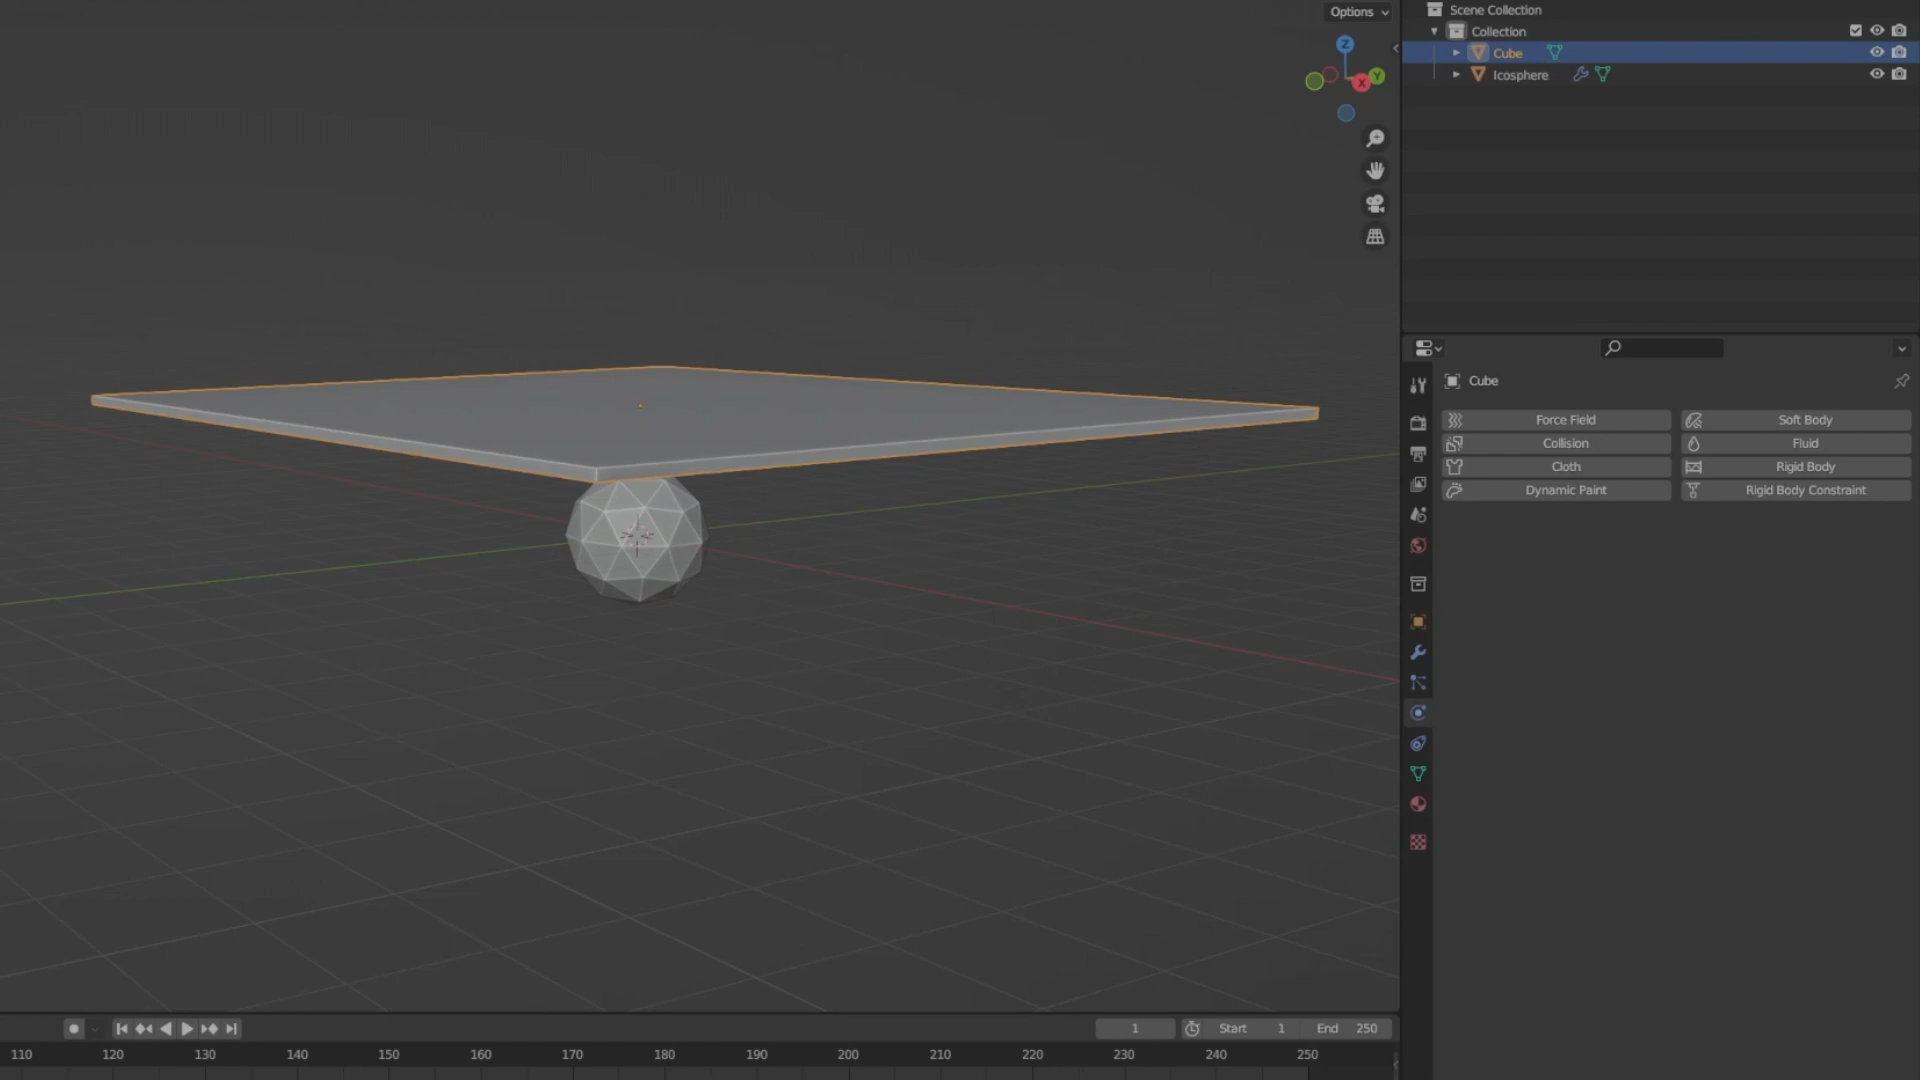 Options
Z
Y
X
Scene Collection
Collection
Cube
Icosphere
Cube
Force Field
Soft Body
Collision
Fluid
Cloth
Rigid Body
Dynamic Paint
Rigid Body Constraint
1
Start 1
End 250
110 120 130 140 150 160 170 180 190 200 210 220 230 240 250